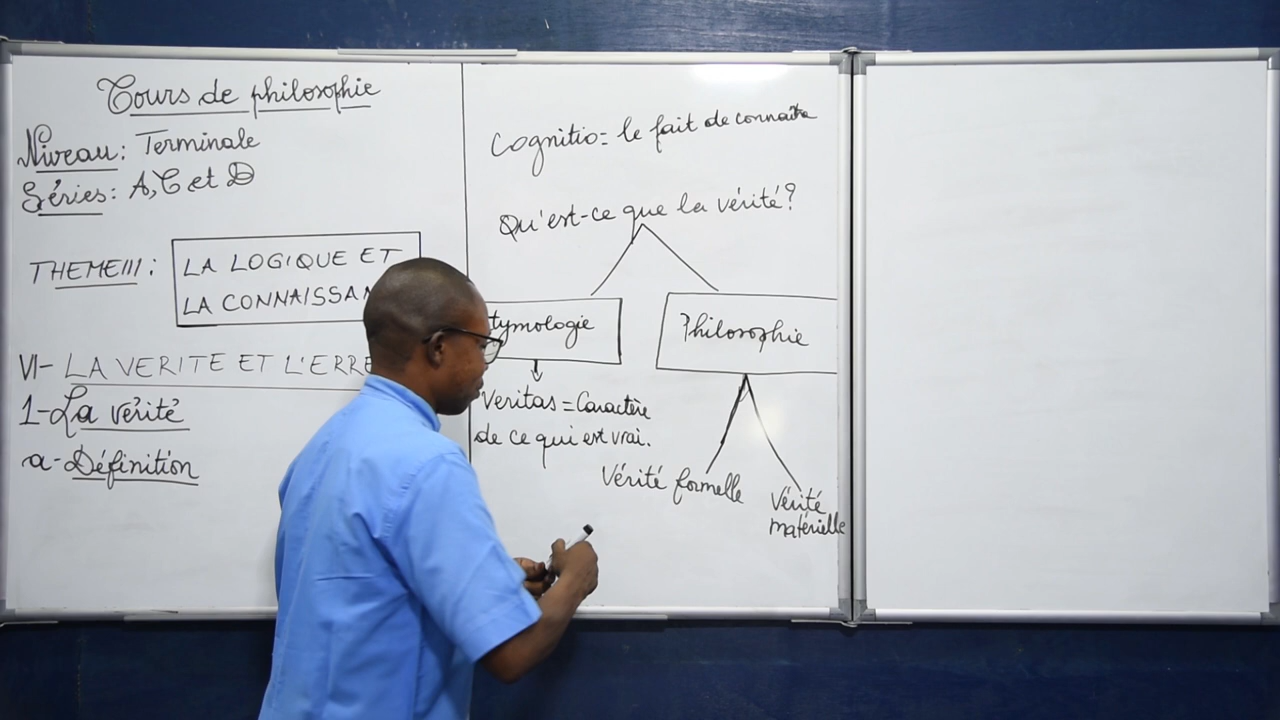 Cours de philosophie
Niveau: Terminale
Séries: A, C et D
THEME III: LA LOGIQUE ET
LA CONNAISSAN
VI- LA VERITE ET L'ERRE
1- La vérité
a- Définition
Cognitio= le fait de connaitre
Qu'est-ce que la vérité?
tymologie
Philosophie
Veritas = Caractère
de ce qui est vrai.
Vérité formelle
Vérité
matérielle